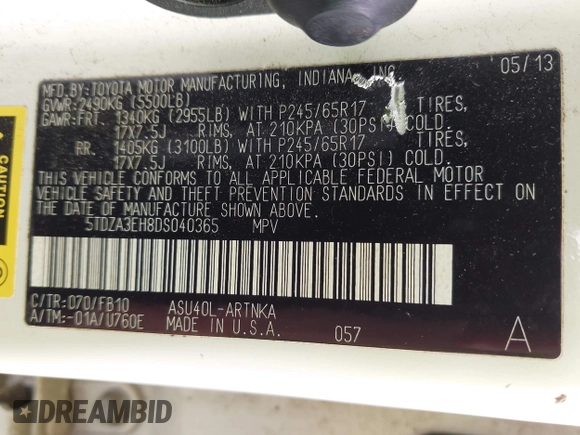 MFD.BY:TOYOTA MOTOR MANUFACTURING, INDIANA, INC. 05/13
GVWR:2490KG (5500LB)
GAWR:FRT. 1340KG (2955LB) WITH P245/65R17 TIRES,
17X7.5J RIMS, AT 210KPA (30PSI) COLD.
RR. 1405KG (3100LB) WITH P245/65R17 TIRES,
17X7.5J RIMS, AT 210KPA (30PSI) COLD.
THIS VEHICLE CONFORMS TO ALL APPLICABLE FEDERAL MOTOR
VEHICLE SAFETY AND THEFT PREVENTION STANDARDS IN EFFECT ON
THE DATE OF MANUFACTURE SHOWN ABOVE.
5TDZA3EH8DS040365 MPV
C/TR:070/FB10 ASU40L-ARTNKA
A/TM:-01A/U760E MADE IN U.S.A. 057 A
CAUTION
DREAMBID